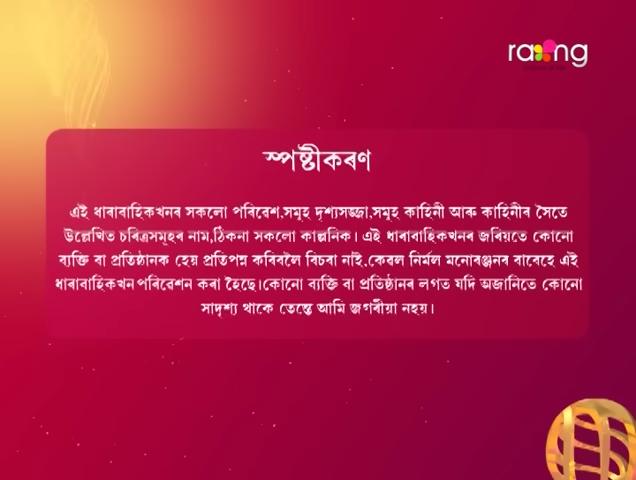 rang
স্পষ্টীকৰণ
এই ধাৰাবাহিকখনৰ সকলো পৰিৱেশ,সমূহ দৃশ্যসজ্জা,সমূহ কাহিনী আৰু কাহিনীৰ সৈতে
উল্লেখিত চৰিত্ৰসমূহৰ নাম,ঠিকনা সকলো কাল্পনিক। এই ধাৰাবাহিকখনৰ জৰিয়তে কোনো
ব্যক্তি বা প্ৰতিষ্ঠানক হেয় প্ৰতিপন্ন কৰিবলৈ বিচৰা নাই,কেৱল নিৰ্মল মনোৰঞ্জনৰ বাবেহে এই
ধাৰাবাহিকখন পৰিৱেশন কৰা হৈছে।কোনো ব্যক্তি বা প্ৰতিষ্ঠানৰ লগত যদি অজানিতে কোনো
সাদৃশ্য থাকে তেন্তে আমি জগৰীয়া নহয়।